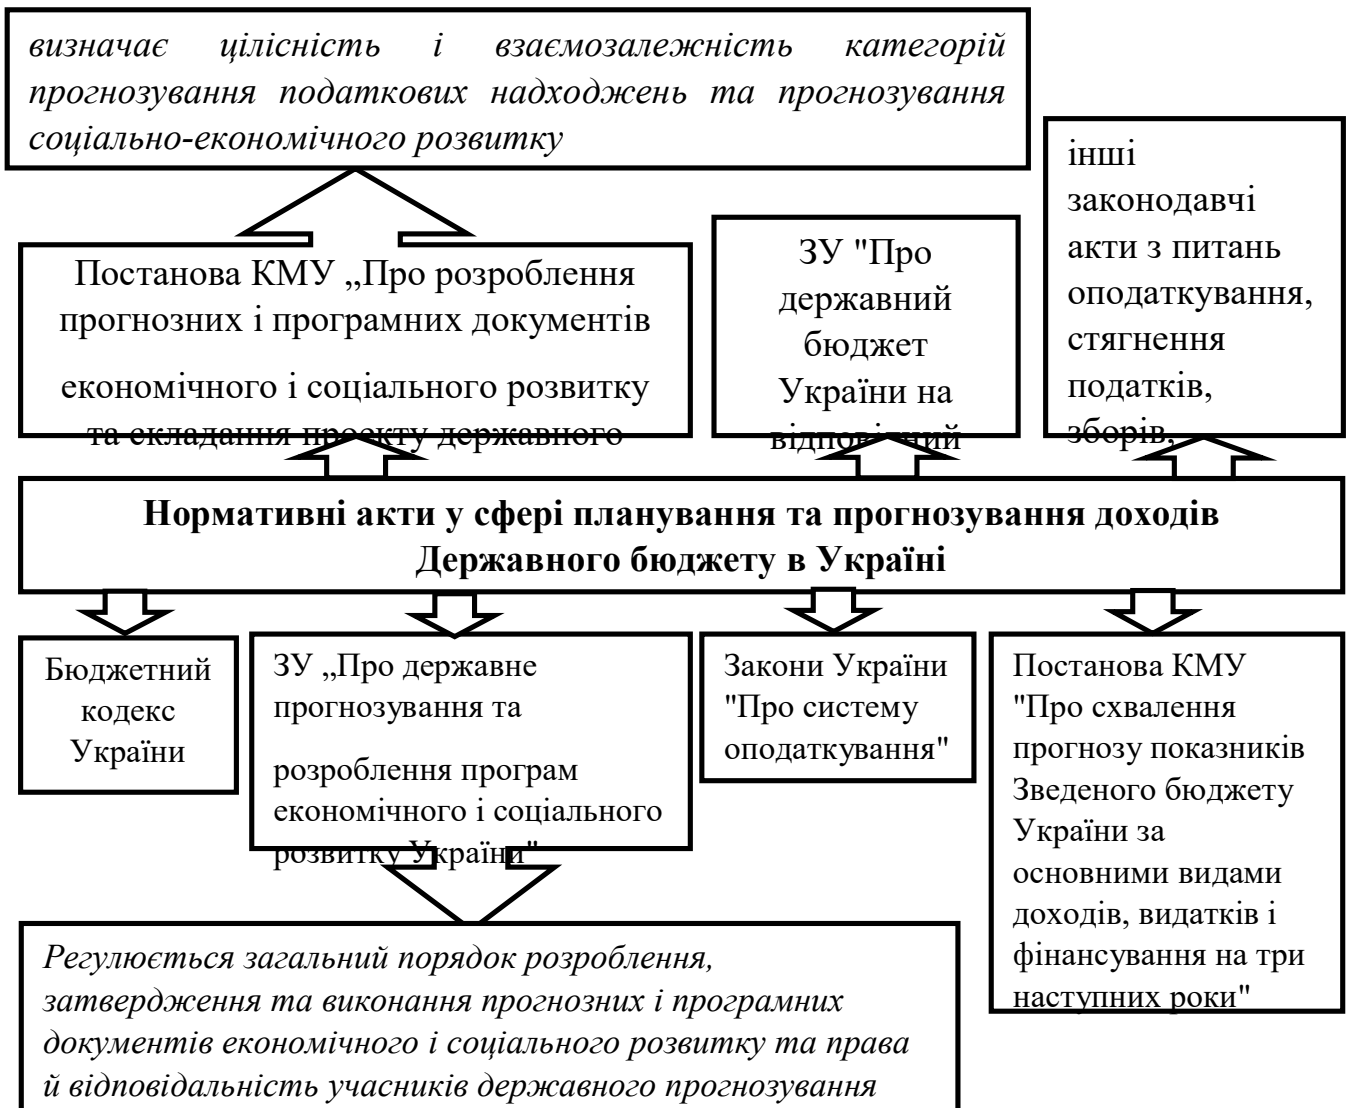 визначає цілісність і взаємозалежність категорій
прогнозування податкових надходжень та прогнозування
соціально-економічного розвитку
інші
законодавчі
акти з питань
оподаткування,
стягнення
податків,
зборів,
Постанова КМУ „Про розроблення
прогнозних і програмних документів
економічного і соціального розвитку
та складання проекту державного
ЗУ "Про
державний
бюджет
України на
відповідний
Нормативні акти у сфері планування та прогнозування доходів
Державного бюджету в Україні
Бюджетний
кодекс
України
ЗУ „Про державне
прогнозування та
розроблення програм
економічного і соціального
розвитку України"
Закони України
"Про систему
оподаткування"
Постанова КМУ
"Про схвалення
прогнозу показників
Зведеного бюджету
України за
основними видами
доходів, видатків і
фінансування на три
наступних роки"
Регулюється загальний порядок розроблення,
затвердження та виконання прогнозних і програмних
документів економічного і соціального розвитку та права
й відповідальність учасників державного прогнозування